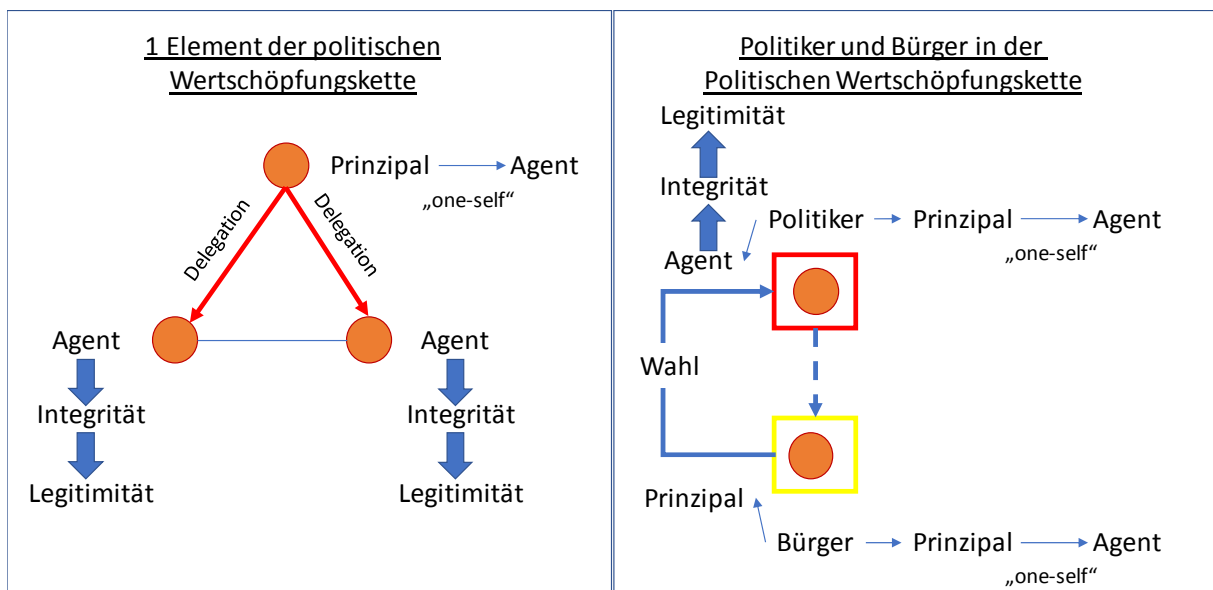 1 Element der politischen
Wertschöpfungskette
Prinzipal
Agent
„one-self“
Delegation
Delegation
Agent
Agent
Integrität
Integrität
Legitimität
Legitimität
Politiker und Bürger in der
Politischen Wertschöpfungskette
Legitimität
Integrität
Politiker
Prinzipal
Agent
„one-self“
Agent
Wahl
Prinzipal
Bürger
Prinzipal
Agent
„one-self“